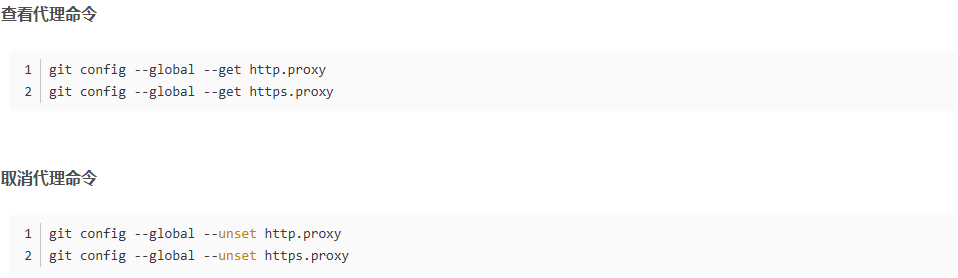 查看代理命令
1 git config --global --get http.proxy
2 git config --global --get https.proxy
取消代理命令
1 git config --global --unset http.proxy
2 git config --global --unset https.proxy